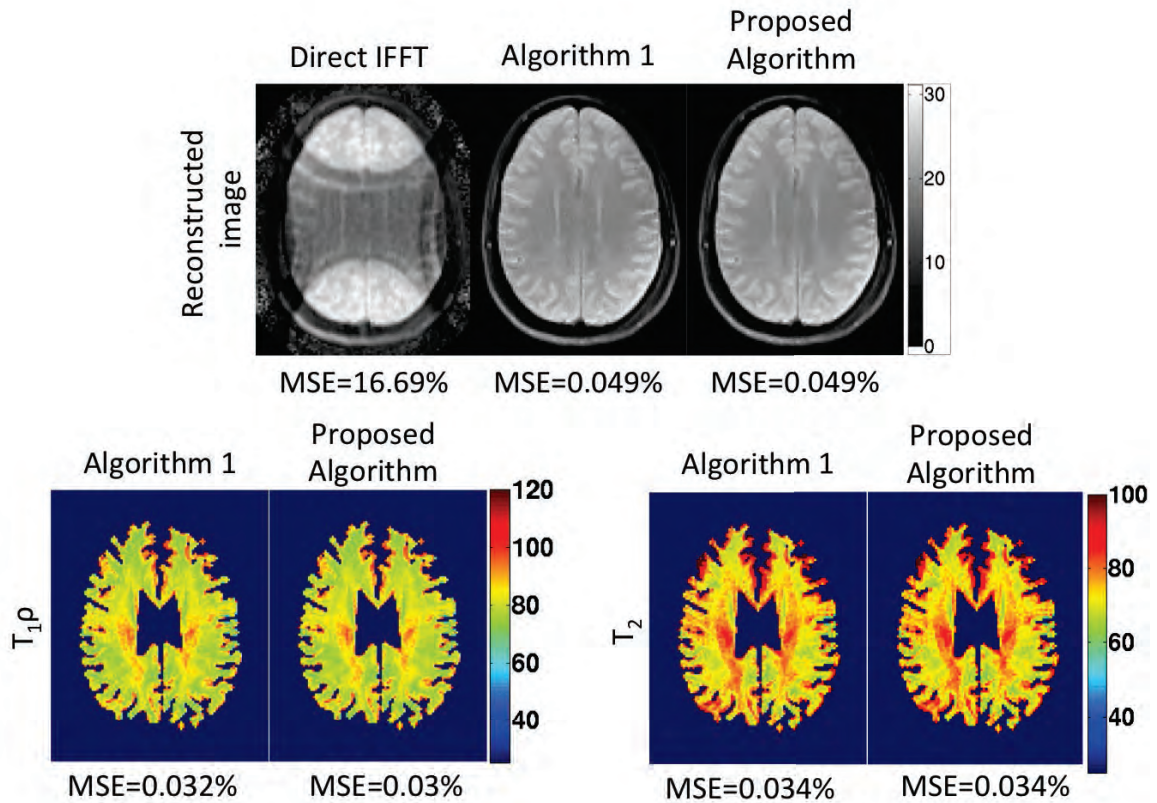 Direct IFFT
Algorithm 1
Proposed
Algorithm
Reconstructed
image
30
20
10
0
MSE=16.69%
MSE=0.049%
MSE=0.049%
Algorithm 1
Proposed
Algorithm
T1ρ
120
100
80
60
40
MSE=0.032%
MSE=0.03%
Algorithm 1
Proposed
Algorithm
T2
100
80
60
40
MSE=0.034%
MSE=0.034%